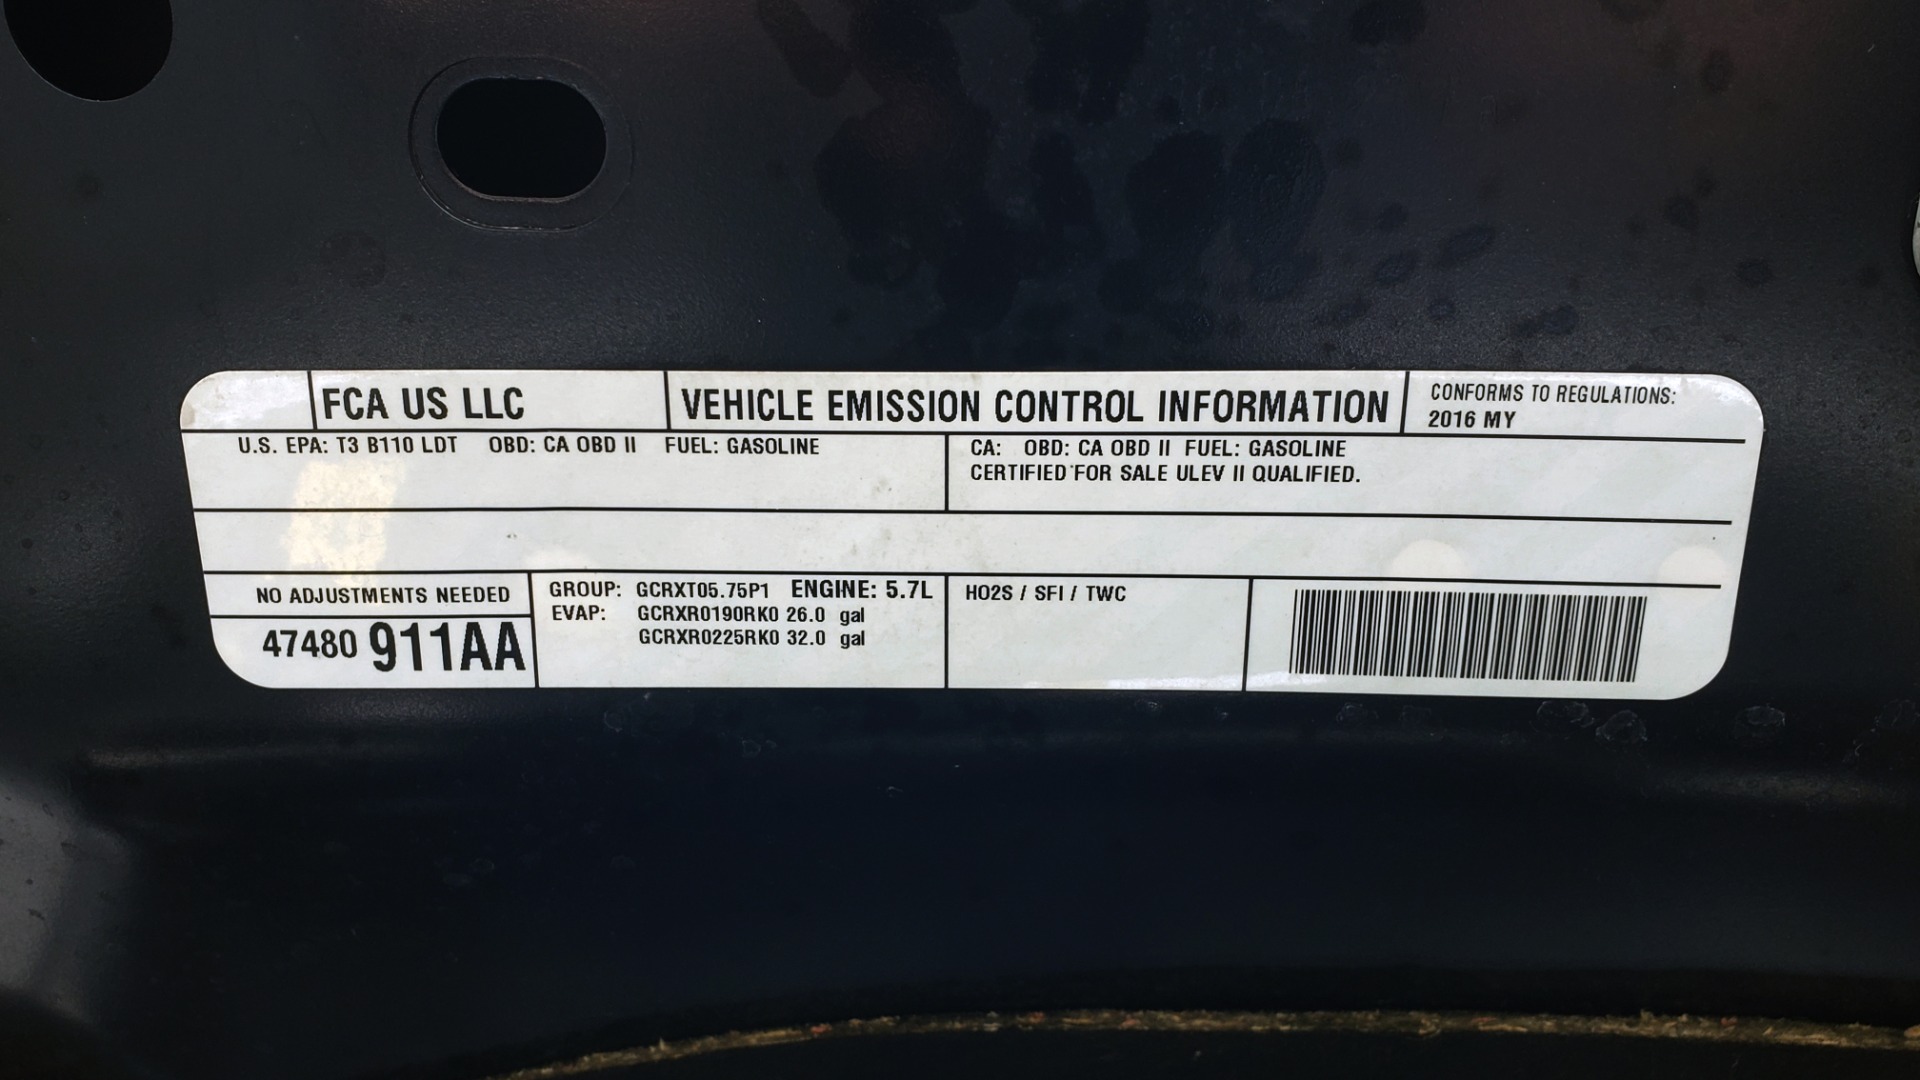 FCA US LLC
VEHICLE EMISSION CONTROL INFORMATION
CONFORMS TO REGULATIONS:
2016 MY
U.S. EPA: T3 B110 LDT OBD: CA OBD II FUEL: GASOLINE
CA: OBD: CA OBD II FUEL: GASOLINE
CERTIFIED FOR SALE ULEV II QUALIFIED.
NO ADJUSTMENTS NEEDED
47480 911AA
GROUP: GCRXT05.75P1 ENGINE: 5.7L
EVAP: GCRXR0190RK0 26.0 gal
GCRXR0225RK0 32.0 gal
HO2S / SFI / TWC